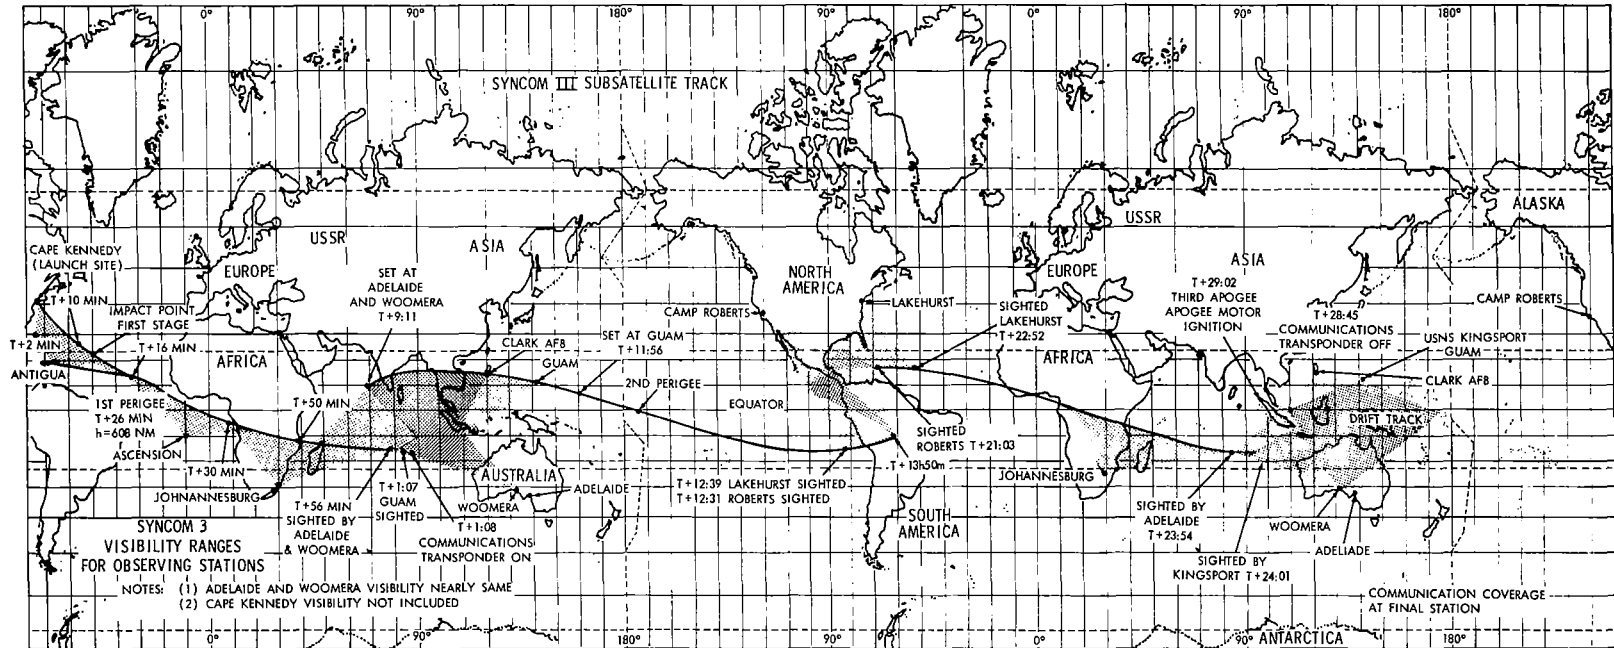 0° 90° 180° 90° 0° 90° 180°
SYNCOM III SUBSATELLITE TRACK
CAPE KENNEDY
(LAUNCH SITE)
T+10 MIN
IMPACT POINT
FIRST STAGE
T+16 MIN
T+2 MIN
ANTIGUA
1ST PERIGEE
T+26 MIN
h=608 NM
ASCENSION
T+30 MIN
JOHNANNESBURG
EUROPE
USSR
ASIA
AFRICA
T+50 MIN
SET AT
ADELAIDE
AND WOOMERA
T+9:11
CLARK AFB
GUAM
SET AT GUAM
T+11:56
2ND PERIGEE
T+56 MIN
SIGHTED BY
ADELAIDE
& WOOMERA
T+1:07
GUAM
SIGHTED
T+1:08
COMMUNICATIONS
TRANSPONDER ON
AUSTRALIA
WOOMERA
ADELAIDE
CAMP ROBERTS
NORTH
AMERICA
LAKEHURST
EQUATOR
SIGHTED
LAKEHURST
T+22:52
SIGHTED
ROBERTS T+21:03
T+13h50m
T+12:39 LAKEHURST SIGHTED
T+12:31 ROBERTS SIGHTED
SOUTH
AMERICA
EUROPE
USSR
ASIA
AFRICA
JOHANNESBURG
T+29:02
THIRD APOGEE
APOGEE MOTOR
IGNITION
T+28:45
COMMUNICATIONS
TRANSPONDER OFF
USNS KINGSPORT
GUAM
CLARK AFB
DRIFT TRACK
ALASKA
CAMP ROBERTS
SIGHTED BY
ADELAIDE
T+23:54
SIGHTED BY
KINGSPORT T+24:01
WOOMERA
ADELIADE
COMMUNICATION COVERAGE
AT FINAL STATION
SYNCOM 3
VISIBILITY RANGES
FOR OBSERVING STATIONS
NOTES: (1) ADELAIDE AND WOOMERA VISIBILITY NEARLY SAME
(2) CAPE KENNEDY VISIBILITY NOT INCLUDED
0° 90° 180° 90° 0° 90° ANTARCTICA 180°